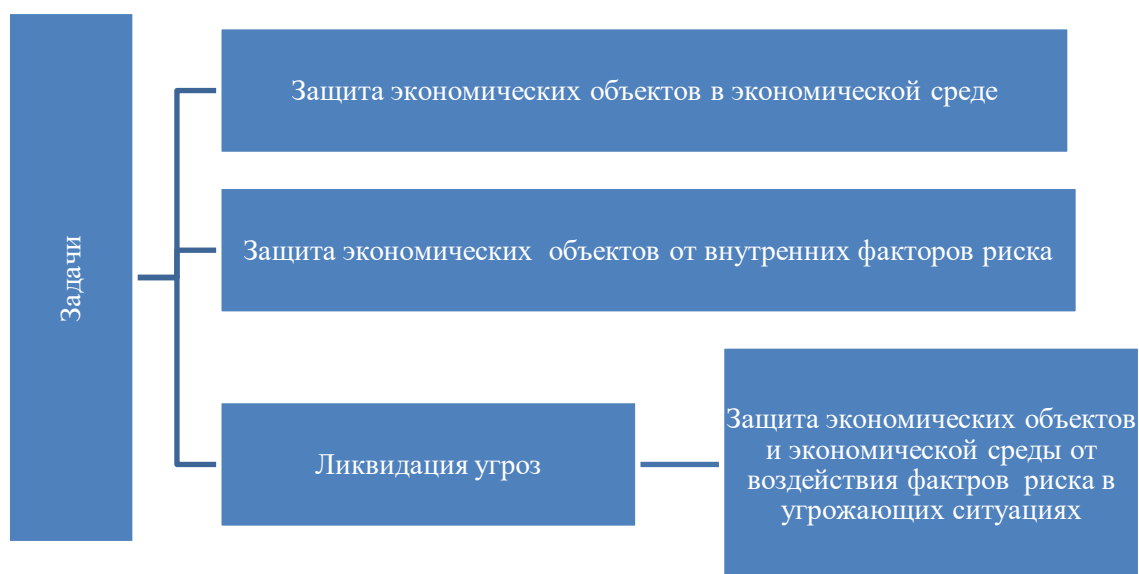 Задачи
Защита экономических объектов в экономической среде
Защита экономических объектов от внутренних факторов риска
Ликвидация угроз
Защита экономических объектов
и экономической среды от
воздействия фактров риска в
угрожающих ситуациях